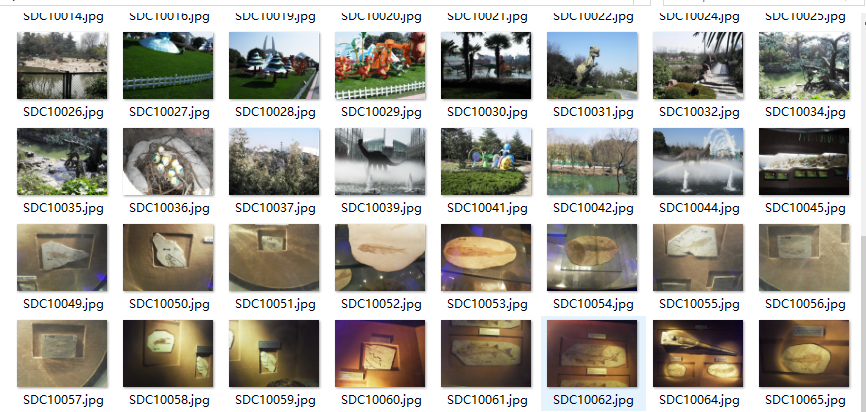 SDC10014.jpg SDC10016.jpg SDC10019.jpg SDC10020.jpg SDC10021.jpg SDC10022.jpg SDC10024.jpg SDC10025.jpg
SDC10026.jpg SDC10027.jpg SDC10028.jpg SDC10029.jpg SDC10030.jpg SDC10031.jpg SDC10032.jpg SDC10034.jpg
SDC10035.jpg SDC10036.jpg SDC10037.jpg SDC10039.jpg SDC10041.jpg SDC10042.jpg SDC10044.jpg SDC10045.jpg
SDC10049.jpg SDC10050.jpg SDC10051.jpg SDC10052.jpg SDC10053.jpg SDC10054.jpg SDC10055.jpg SDC10056.jpg
SDC10057.jpg SDC10058.jpg SDC10059.jpg SDC10060.jpg SDC10061.jpg SDC10062.jpg SDC10064.jpg SDC10065.jpg